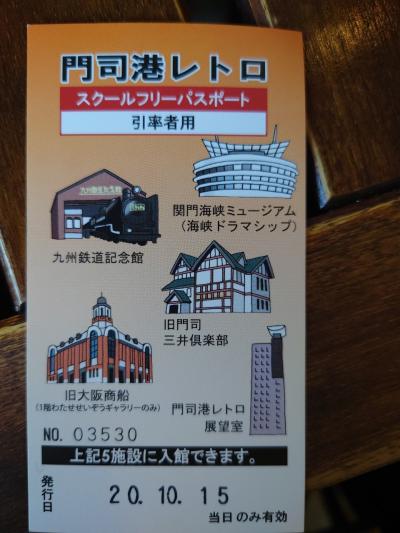 門司港レトロ
スクールフリーパスポート
引率者用
関門海峡ミュージアム
(海峡ドラマシップ)
九州鉄道記念館
旧門司
三井倶楽部
旧大阪商船
(1階わたせせいぞうギャラリーのみ)
門司港レトロ
展望室
NO. 03530
上記5施設に入館できます。
発行日
20.10.15
当日のみ有効